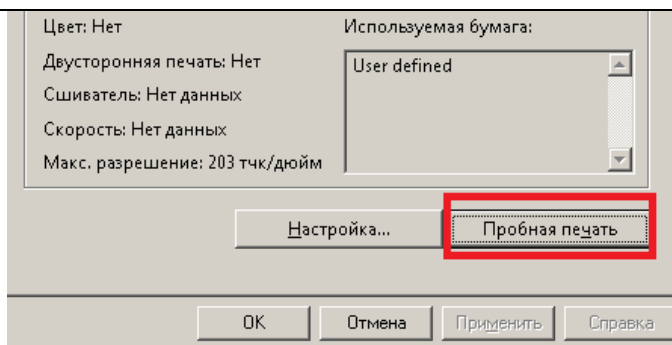 Цвет: Нет
Используемая бумага:
Двусторонняя печать: Нет
User defined
Сшиватель: Нет данных
Скорость: Нет данных
Макс. разрешение: 203 тчк/дюйм
Настройка...
Пробная печать
OK
Отмена
Применить
Справка